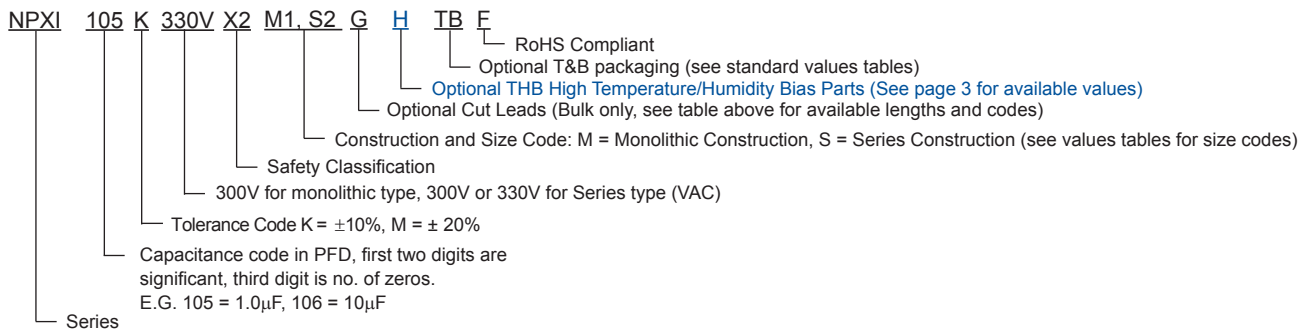 NPXI 105 K 330V X2 M1, S2 G H TB F
RoHS Compliant
Optional T&B packaging (see standard values tables)
Optional THB High Temperature/Humidity Bias Parts (See page 3 for available values)
Optional Cut Leads (Bulk only, see table above for available lengths and codes)
Construction and Size Code: M = Monolithic Construction, S = Series Construction (see values tables for size codes)
Safety Classification
300V for monolithic type, 300V or 330V for Series type (VAC)
Tolerance Code K = ±10%, M = ± 20%
Capacitance code in PFD, first two digits are
significant, third digit is no. of zeros.
E.G. 105 = 1.0µF, 106 = 10µF
Series